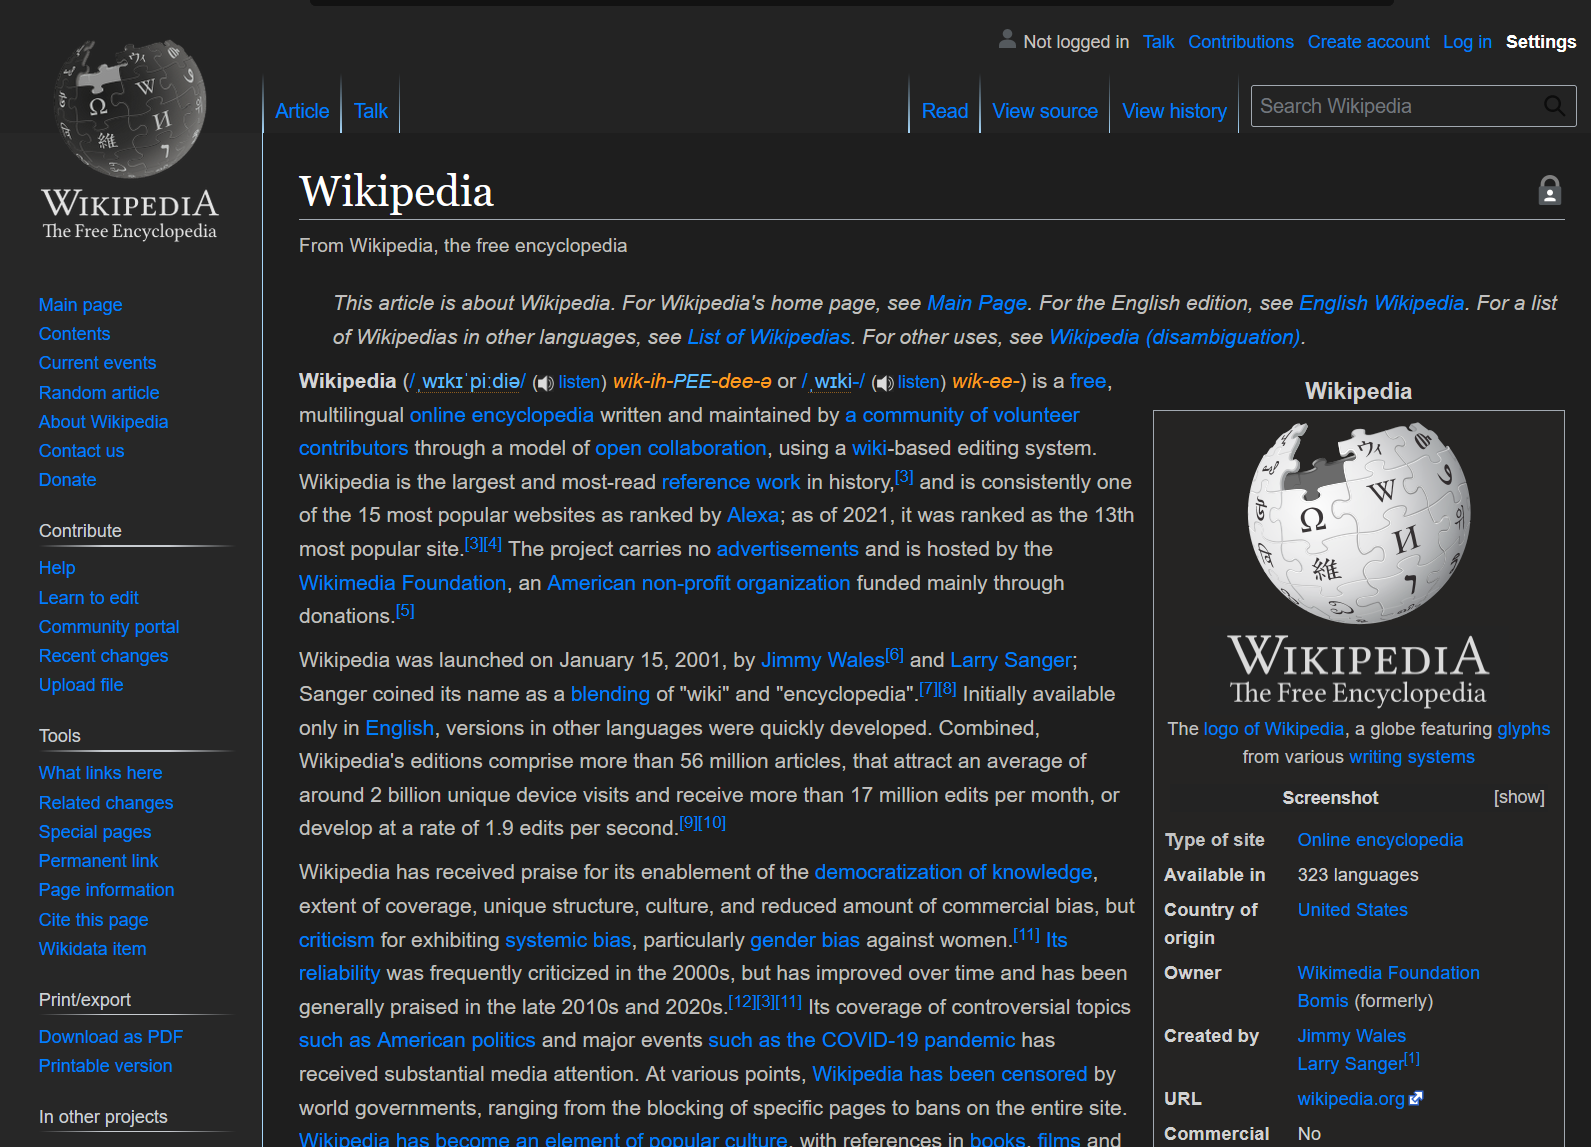 Not logged in Talk Contributions Create account Log in Settings
Article Talk Read View source View history Search Wikipedia
WIKIPEDIA
The Free Encyclopedia
Main page
Contents
Current events
Random article
About Wikipedia
Contact us
Donate
Contribute
Help
Learn to edit
Community portal
Recent changes
Upload file
Tools
What links here
Related changes
Special pages
Permanent link
Page information
Cite this page
Wikidata item
Print/export
Download as PDF
Printable version
In other projects
Wikipedia
From Wikipedia, the free encyclopedia
This article is about Wikipedia. For Wikipedia's home page, see Main Page. For the English edition, see English Wikipedia. For a list
of Wikipedias in other languages, see List of Wikipedias. For other uses, see Wikipedia (disambiguation).
Wikipedia (/ˌwɪkɪˈpiːdiə/ (listen) wik-ih-PEE-dee-ə or /ˌwɪki-/ (listen) wik-ee-) is a free,
multilingual online encyclopedia written and maintained by a community of volunteer
contributors through a model of open collaboration, using a wiki-based editing system.
Wikipedia is the largest and most-read reference work in history,[3] and is consistently one
of the 15 most popular websites as ranked by Alexa; as of 2021, it was ranked as the 13th
most popular site.[3][4] The project carries no advertisements and is hosted by the
Wikimedia Foundation, an American non-profit organization funded mainly through
donations.[5]
Wikipedia was launched on January 15, 2001, by Jimmy Wales[6] and Larry Sanger;
Sanger coined its name as a blending of "wiki" and "encyclopedia".[7][8] Initially available
only in English, versions in other languages were quickly developed. Combined,
Wikipedia's editions comprise more than 56 million articles, that attract an average of
around 2 billion unique device visits and receive more than 17 million edits per month, or
develop at a rate of 1.9 edits per second.[9][10]
Wikipedia has received praise for its enablement of the democratization of knowledge,
extent of coverage, unique structure, culture, and reduced amount of commercial bias, but
criticism for exhibiting systemic bias, particularly gender bias against women.[11] Its
reliability was frequently criticized in the 2000s, but has improved over time and has been
generally praised in the late 2010s and 2020s.[12][3][11] Its coverage of controversial topics
such as American politics and major events such as the COVID-19 pandemic has
received substantial media attention. At various points, Wikipedia has been censored by
world governments, ranging from the blocking of specific pages to bans on the entire site.
Wikipedia has become an element of popular culture, with references in books, films and
Wikipedia
Ω W И 維 ウィ
WIKIPEDIA
The Free Encyclopedia
The logo of Wikipedia, a globe featuring glyphs
from various writing systems
Screenshot [show]
Type of site Online encyclopedia
Available in 323 languages
Country of United States
origin
Owner Wikimedia Foundation
Bomis (formerly)
Created by Jimmy Wales
Larry Sanger[1]
URL wikipedia.org
Commercial No